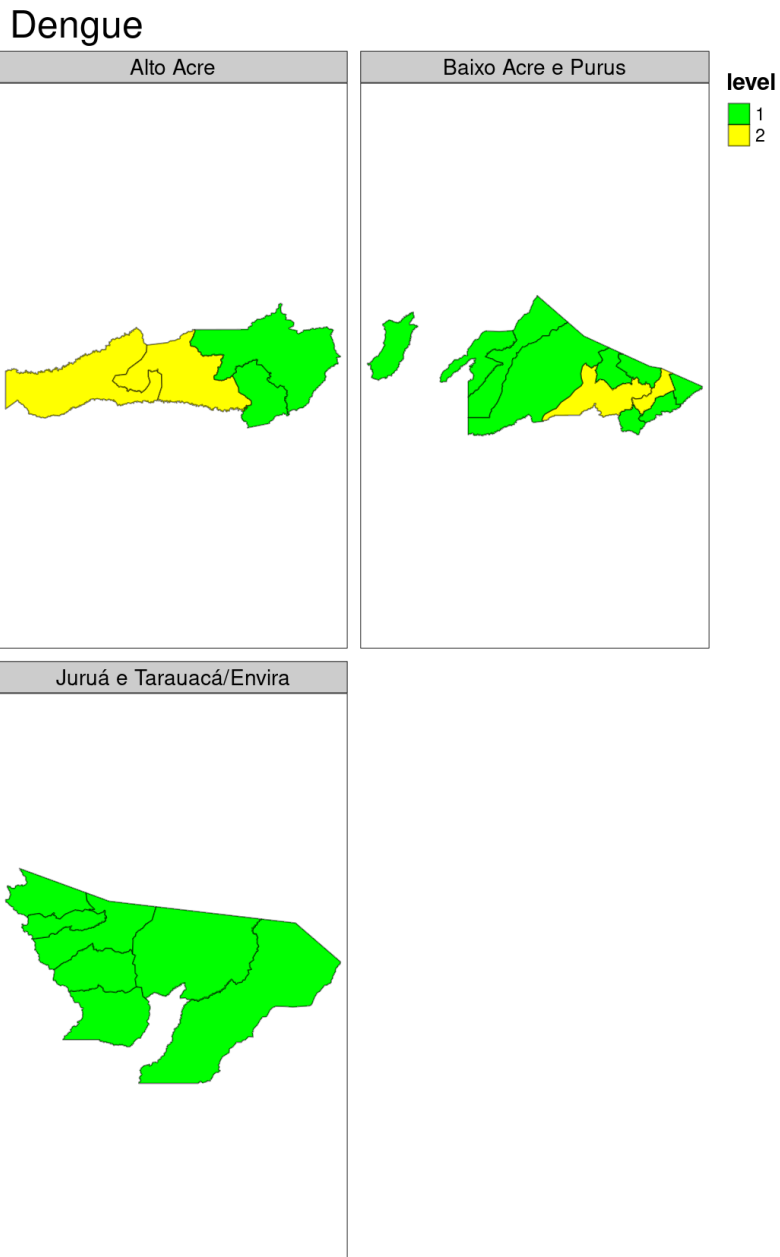 Dengue
Alto Acre
Baixo Acre e Purus
level
1
2
Juruá e Tarauacá/Envira